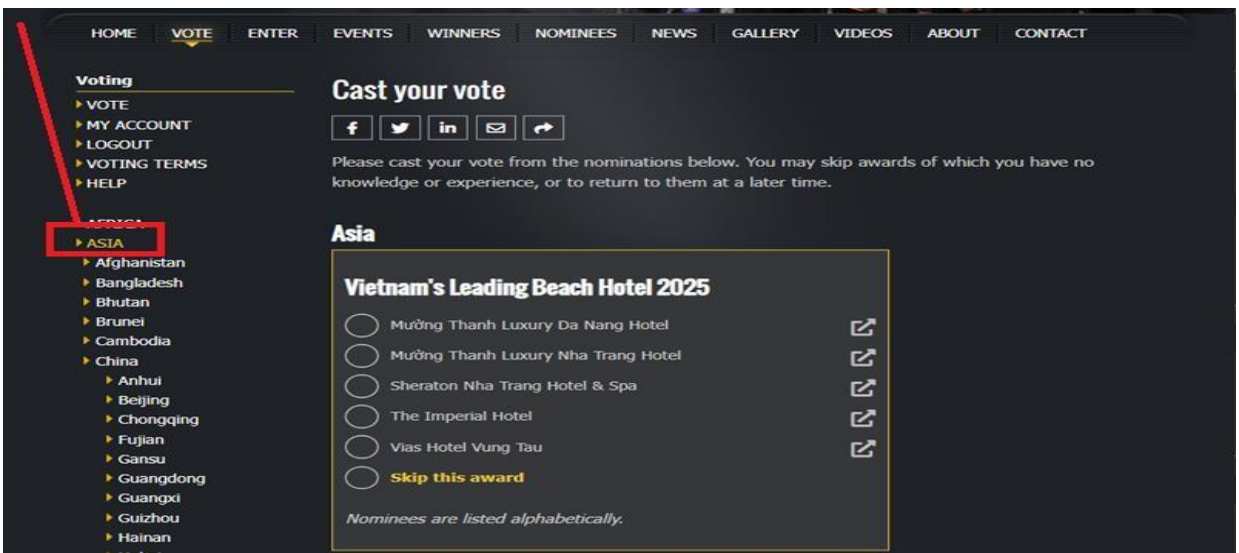 HOME VOTE ENTER EVENTS WINNERS NOMINEES NEWS GALLERY VIDEOS ABOUT CONTACT
Voting
VOTE
MY ACCOUNT
LOGOUT
VOTING TERMS
HELP
AFRICA
ASIA
Afghanistan
Bangladesh
Bhutan
Brunei
Cambodia
China
Anhui
Beijing
Chongqing
Fujian
Gansu
Guangdong
Guangxi
Guizhou
Hainan
Cast your vote
Please cast your vote from the nominations below. You may skip awards of which you have no
knowledge or experience, or to return to them at a later time.
Asia
Vietnam's Leading Beach Hotel 2025
Mường Thanh Luxury Da Nang Hotel
Mường Thanh Luxury Nha Trang Hotel
Sheraton Nha Trang Hotel & Spa
The Imperial Hotel
Vias Hotel Vung Tau
Skip this award
Nominees are listed alphabetically.